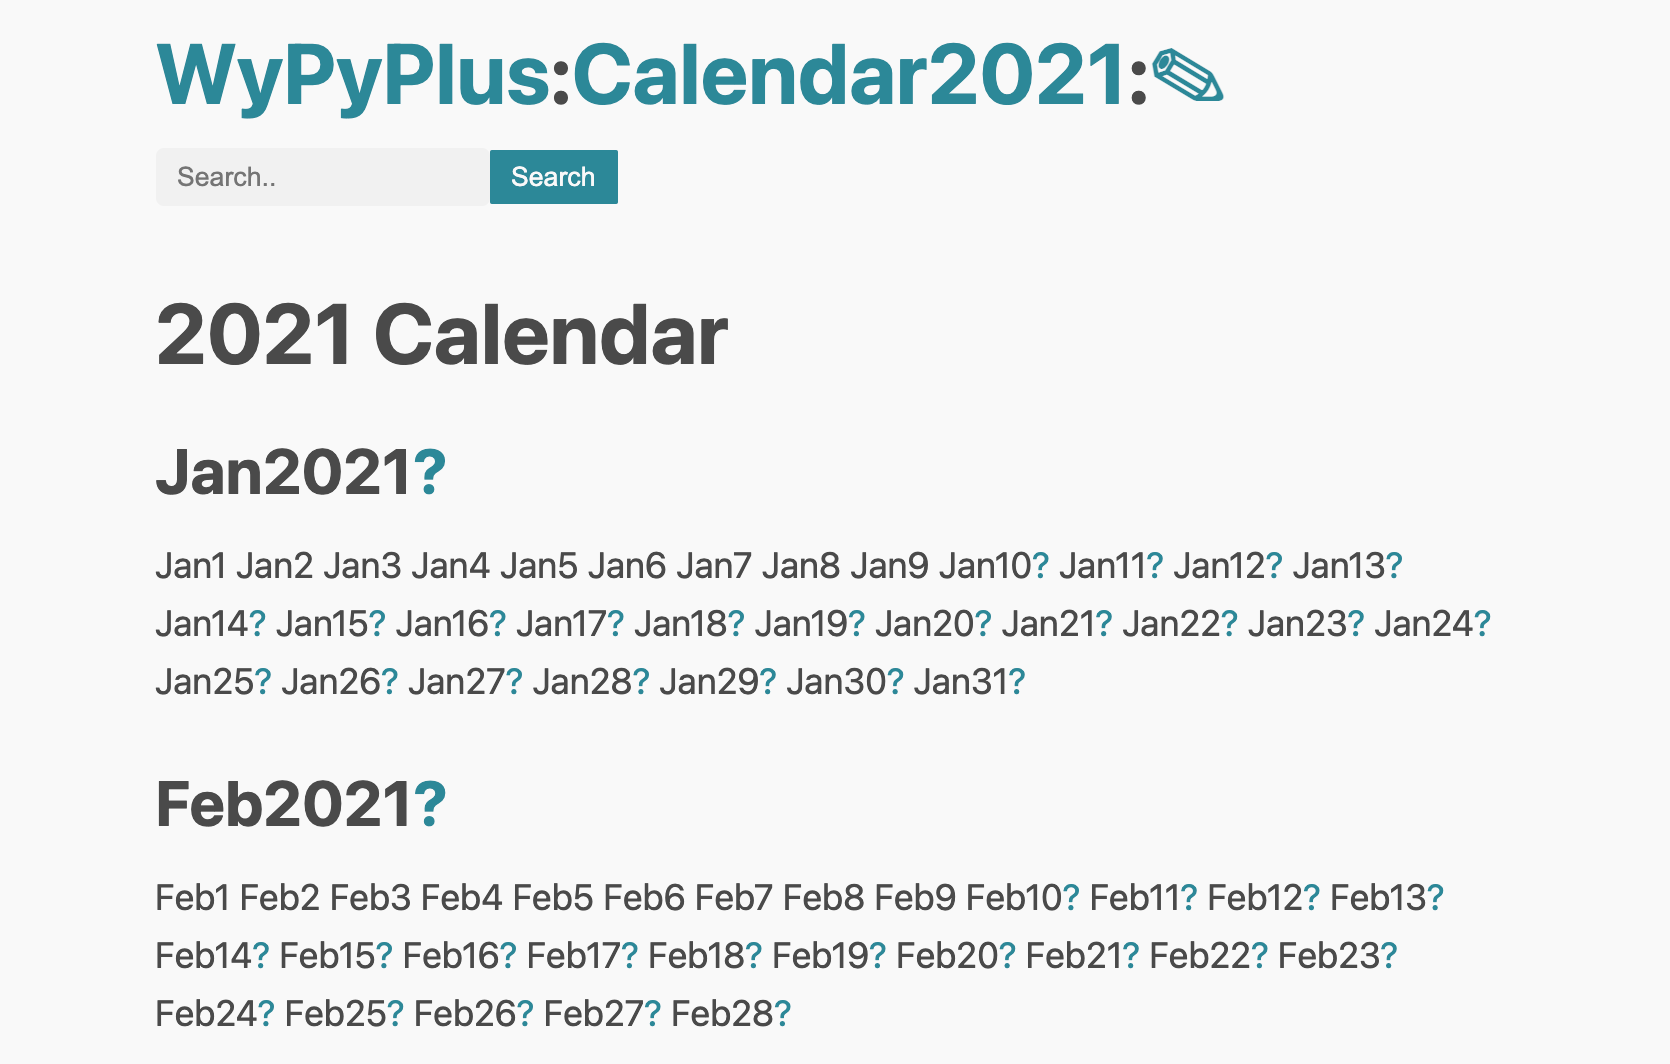 WyPyPlus:Calendar2021:✎
Search..
Search
2021 Calendar
Jan2021?
Jan1 Jan2 Jan3 Jan4 Jan5 Jan6 Jan7 Jan8 Jan9 Jan10? Jan11? Jan12? Jan13?
Jan14? Jan15? Jan16? Jan17? Jan18? Jan19? Jan20? Jan21? Jan22? Jan23? Jan24?
Jan25? Jan26? Jan27? Jan28? Jan29? Jan30? Jan31?
Feb2021?
Feb1 Feb2 Feb3 Feb4 Feb5 Feb6 Feb7 Feb8 Feb9 Feb10? Feb11? Feb12? Feb13?
Feb14? Feb15? Feb16? Feb17? Feb18? Feb19? Feb20? Feb21? Feb22? Feb23?
Feb24? Feb25? Feb26? Feb27? Feb28?